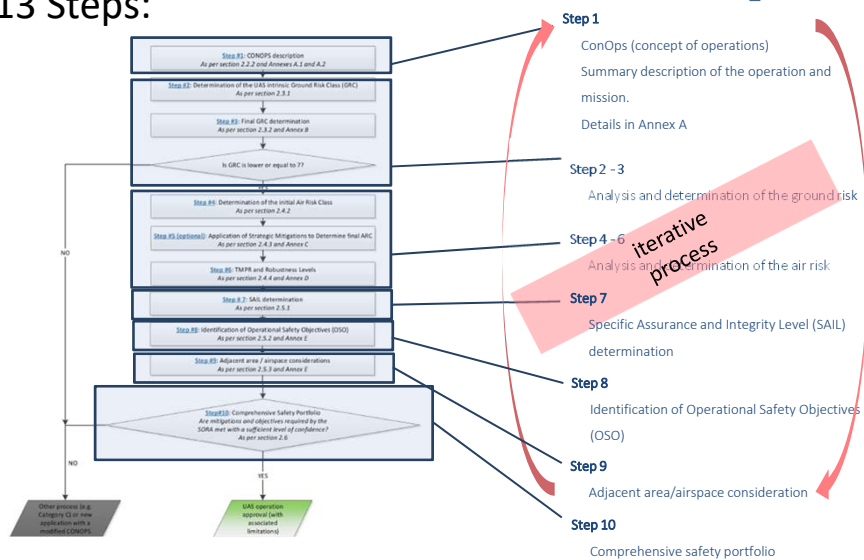 13 Steps:
Step #1: CONOPS description
As per section 2.2.2 and Annexes A.1 and A.2
Step #2: Determination of the UAS intrinsic Ground Risk Class (GRC)
As per section 2.3.1
Step #3: Final GRC determination
As per section 2.3.2 and Annex B
Is GRC is lower or equal to 7?
YES
NO
Step #4: Determination of the initial Air Risk Class
As per section 2.4.2
Step #5 (optional): Application of Strategic Mitigations to Determine final ARC
As per section 2.4.3 and Annex C
Step #6: TMPR and Robustness Levels
As per section 2.4.4 and Annex D
Step # 7: SAIL determination
As per section 2.5.1
Step #8: Identification of Operational Safety Objectives (OSO)
As per section 2.5.2 and Annex E
Step #9: Adjacent area / airspace considerations
As per section 2.5.3 and Annex E
Step#10: Comprehensive Safety Portfolio
Are mitigations and objectives required by the
SORA met with a sufficient level of confidence?
As per section 2.6
NO
YES
Other process (e.g.
Category C) or new
application with a
modified CONOPS.
UAS operation
approval (with
associated
limitations)
Step 1
ConOps (concept of operations)
Summary description of the operation and
mission.
Details in Annex A
Step 2 - 3
Analysis and determination of the ground risk
Step 4 - 6
Analysis and determination of the air risk
iterative
process
Step 7
Specific Assurance and Integrity Level (SAIL)
determination
Step 8
Identification of Operational Safety Objectives
(OSO)
Step 9
Adjacent area/airspace consideration
Step 10
Comprehensive safety portfolio